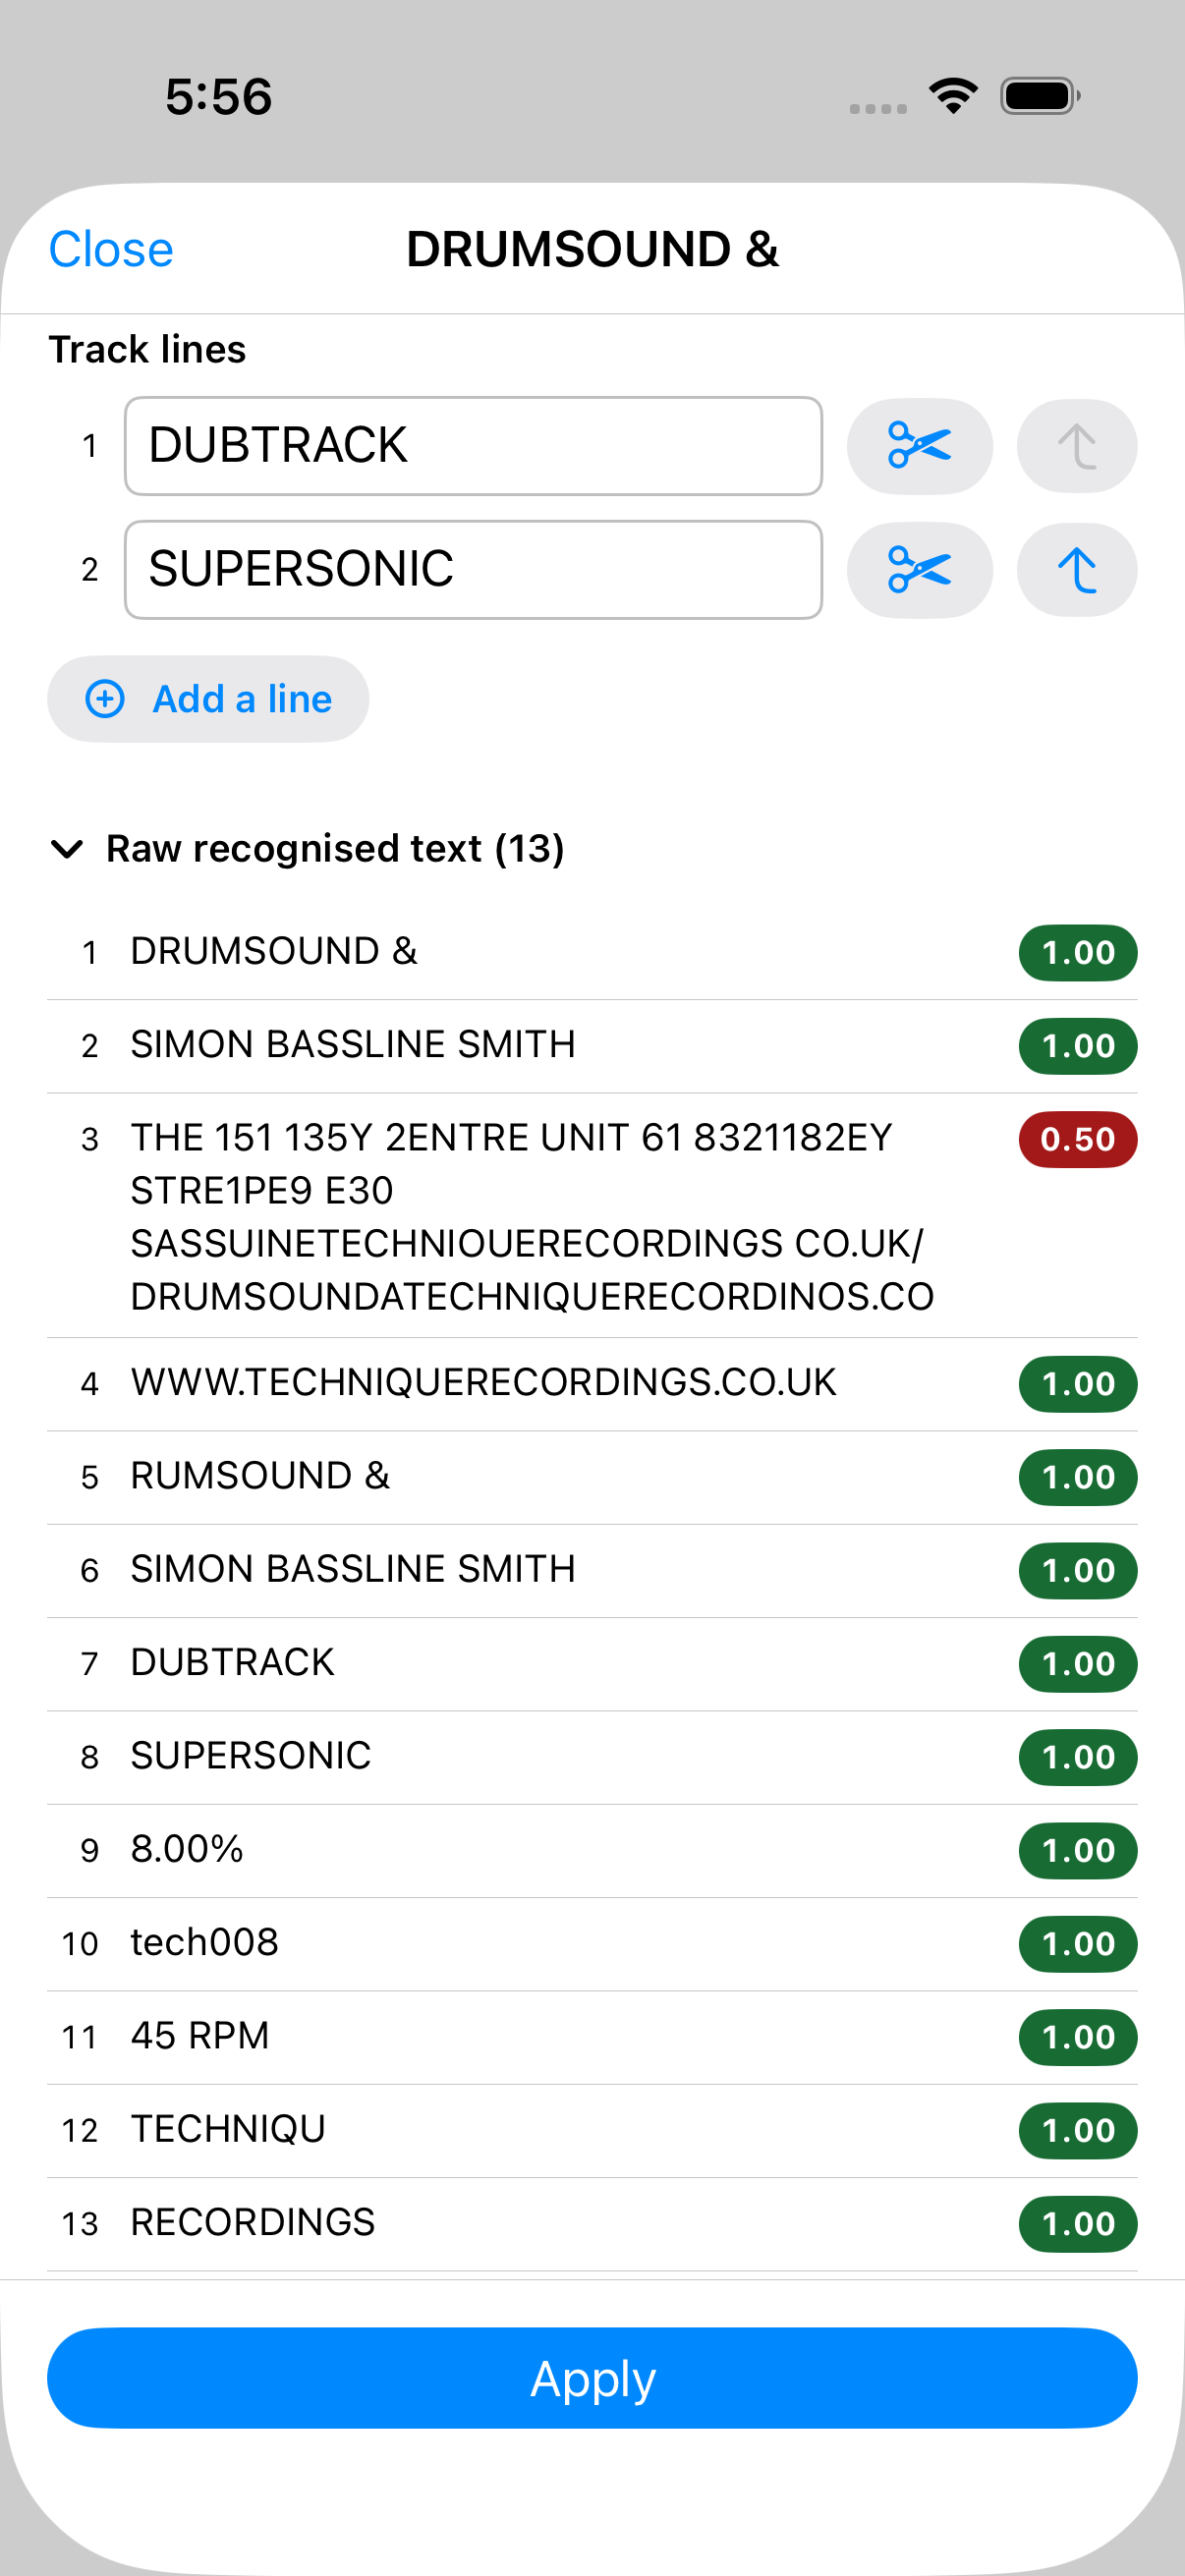 5:56
Close
DRUMSOUND &
Track lines
1 DUBTRACK
2 SUPERSONIC
Add a line
Raw recognised text (13)
1 DRUMSOUND & 1.00
2 SIMON BASSLINE SMITH 1.00
3 THE 151 135Y 2ENTRE UNIT 61 8321182EY 0.50
STRE1PE9 E30
SASSUINETECHNIOUERECORDINGS CO.UK/
DRUMSOUNDATECHNIQUERECORDINOS.CO
4 WWW.TECHNIQUERECORDINGS.CO.UK 1.00
5 RUMSOUND & 1.00
6 SIMON BASSLINE SMITH 1.00
7 DUBTRACK 1.00
8 SUPERSONIC 1.00
9 8.00% 1.00
10 tech008 1.00
11 45 RPM 1.00
12 TECHNIQU 1.00
13 RECORDINGS 1.00
Apply